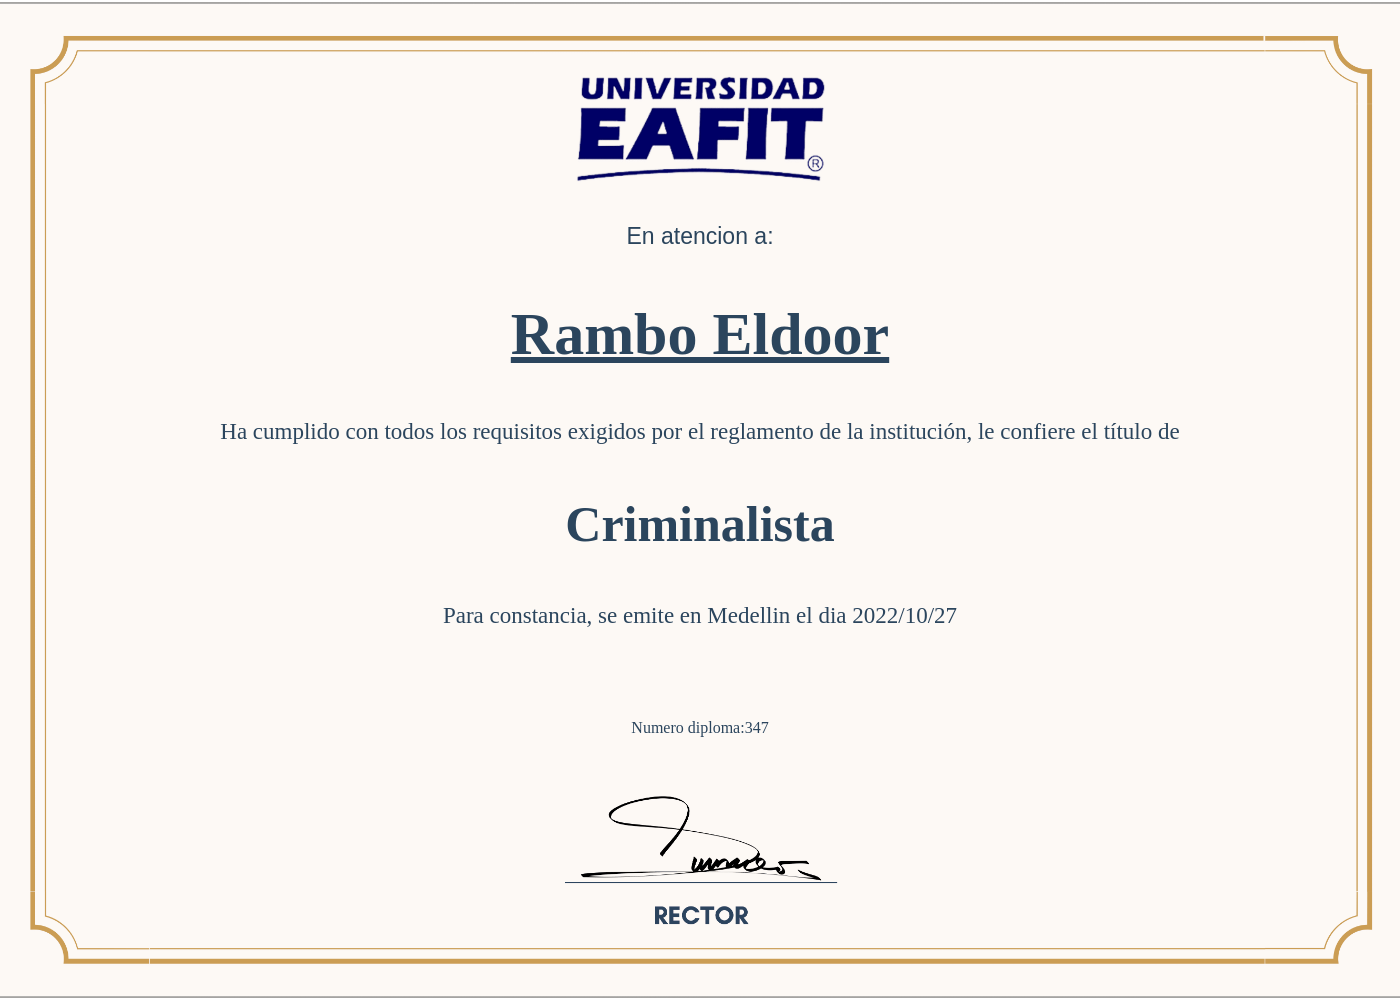 UNIVERSIDAD
EAFIT®
En atencion a:
Rambo Eldoor
Ha cumplido con todos los requisitos exigidos por el reglamento de la institución, le confiere el título de
Criminalista
Para constancia, se emite en Medellin el dia 2022/10/27
Numero diploma:347
RECTOR